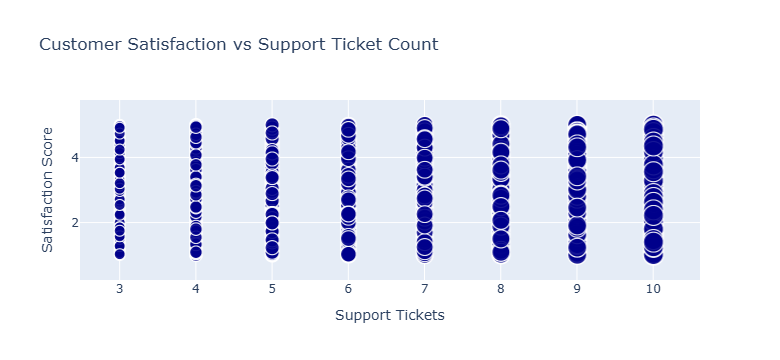 Customer Satisfaction vs Support Ticket Count
Satisfaction Score
4
2
3 4 5 6 7 8 9 10
Support Tickets